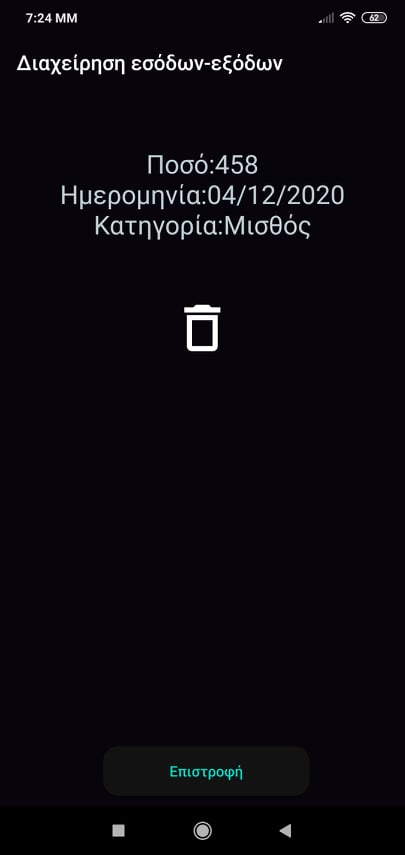 7:24 ΜΜ
62
Διαχείρηση εσόδων-εξόδων
Ποσό:458
Ημερομηνία:04/12/2020
Κατηγορία:Μισθός
Επιστροφή